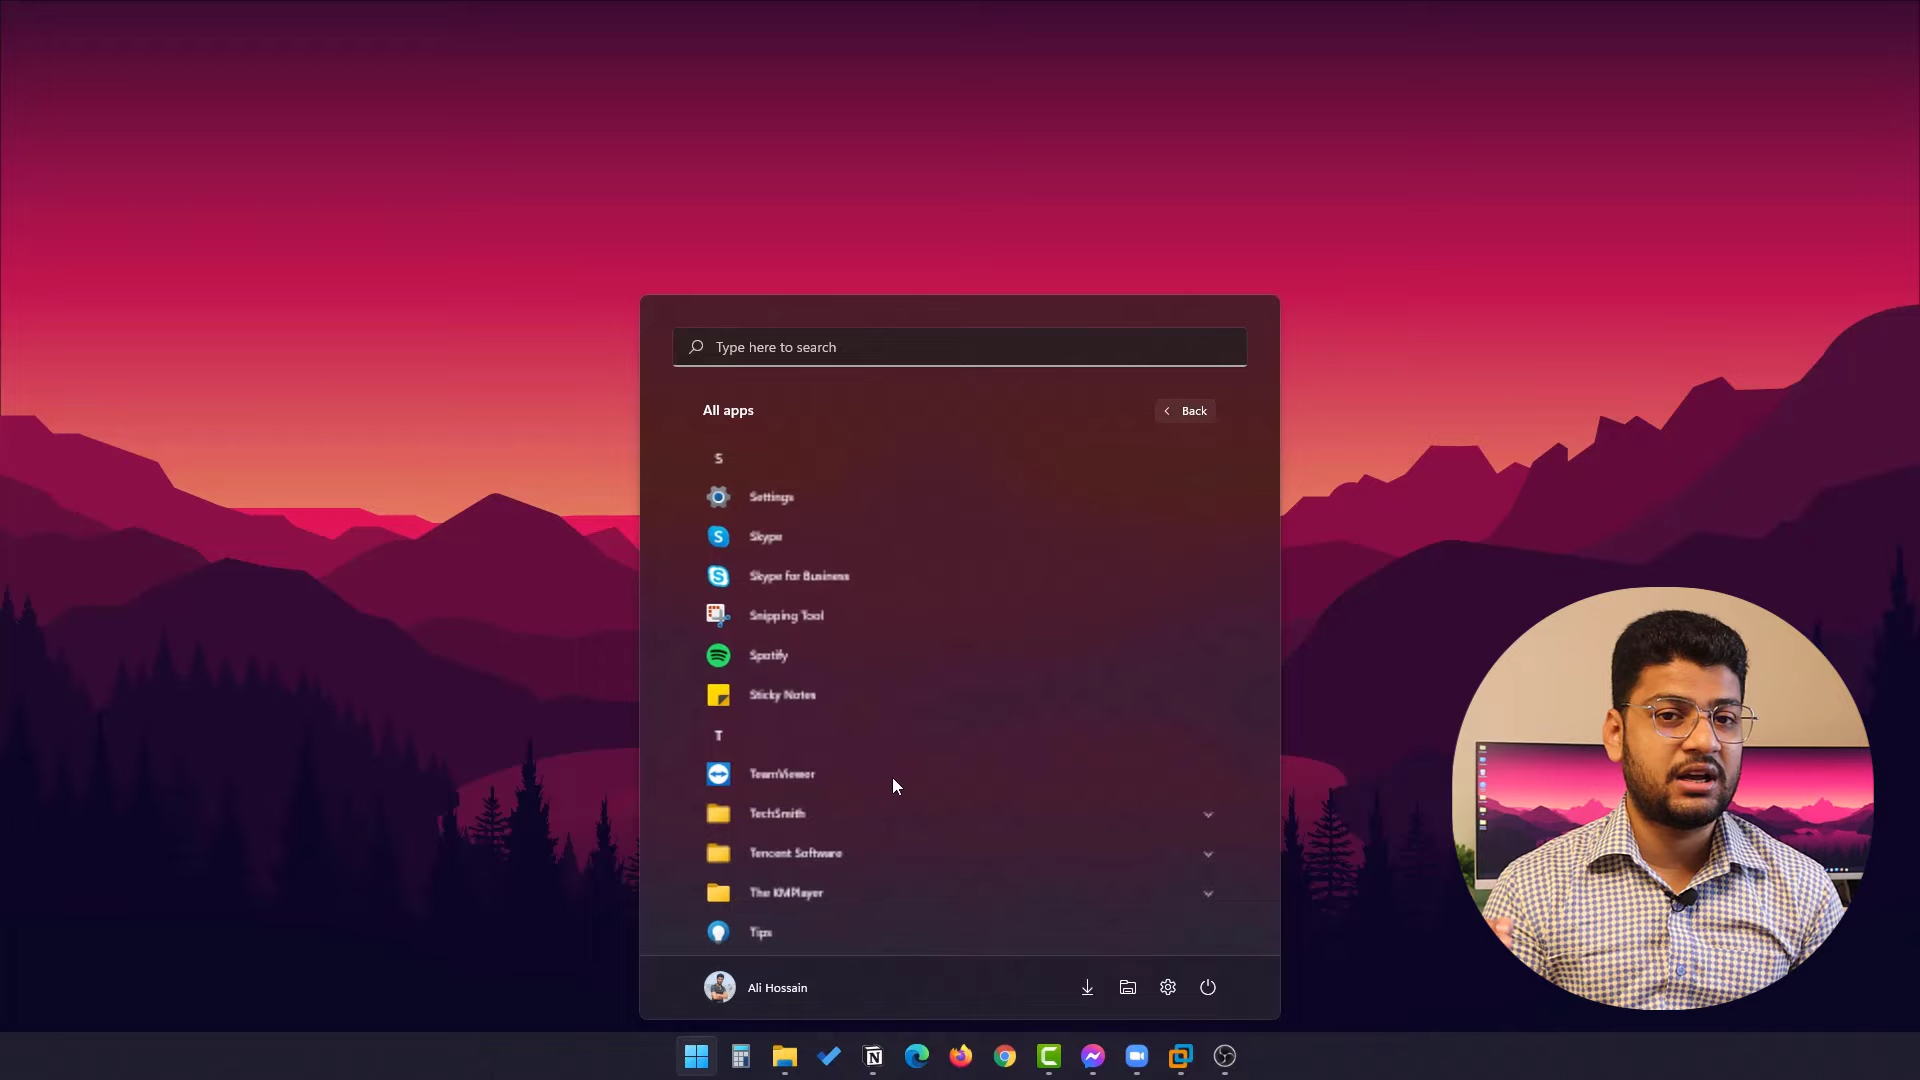 Type here to search
All apps
Back
S
Settings
Skype
Skype for Business
Snipping Tool
Spotify
Sticky Notes
T
TeamViewer
TechSmith
Tencent Software
The KMPlayer
Tips
Ali Hossain